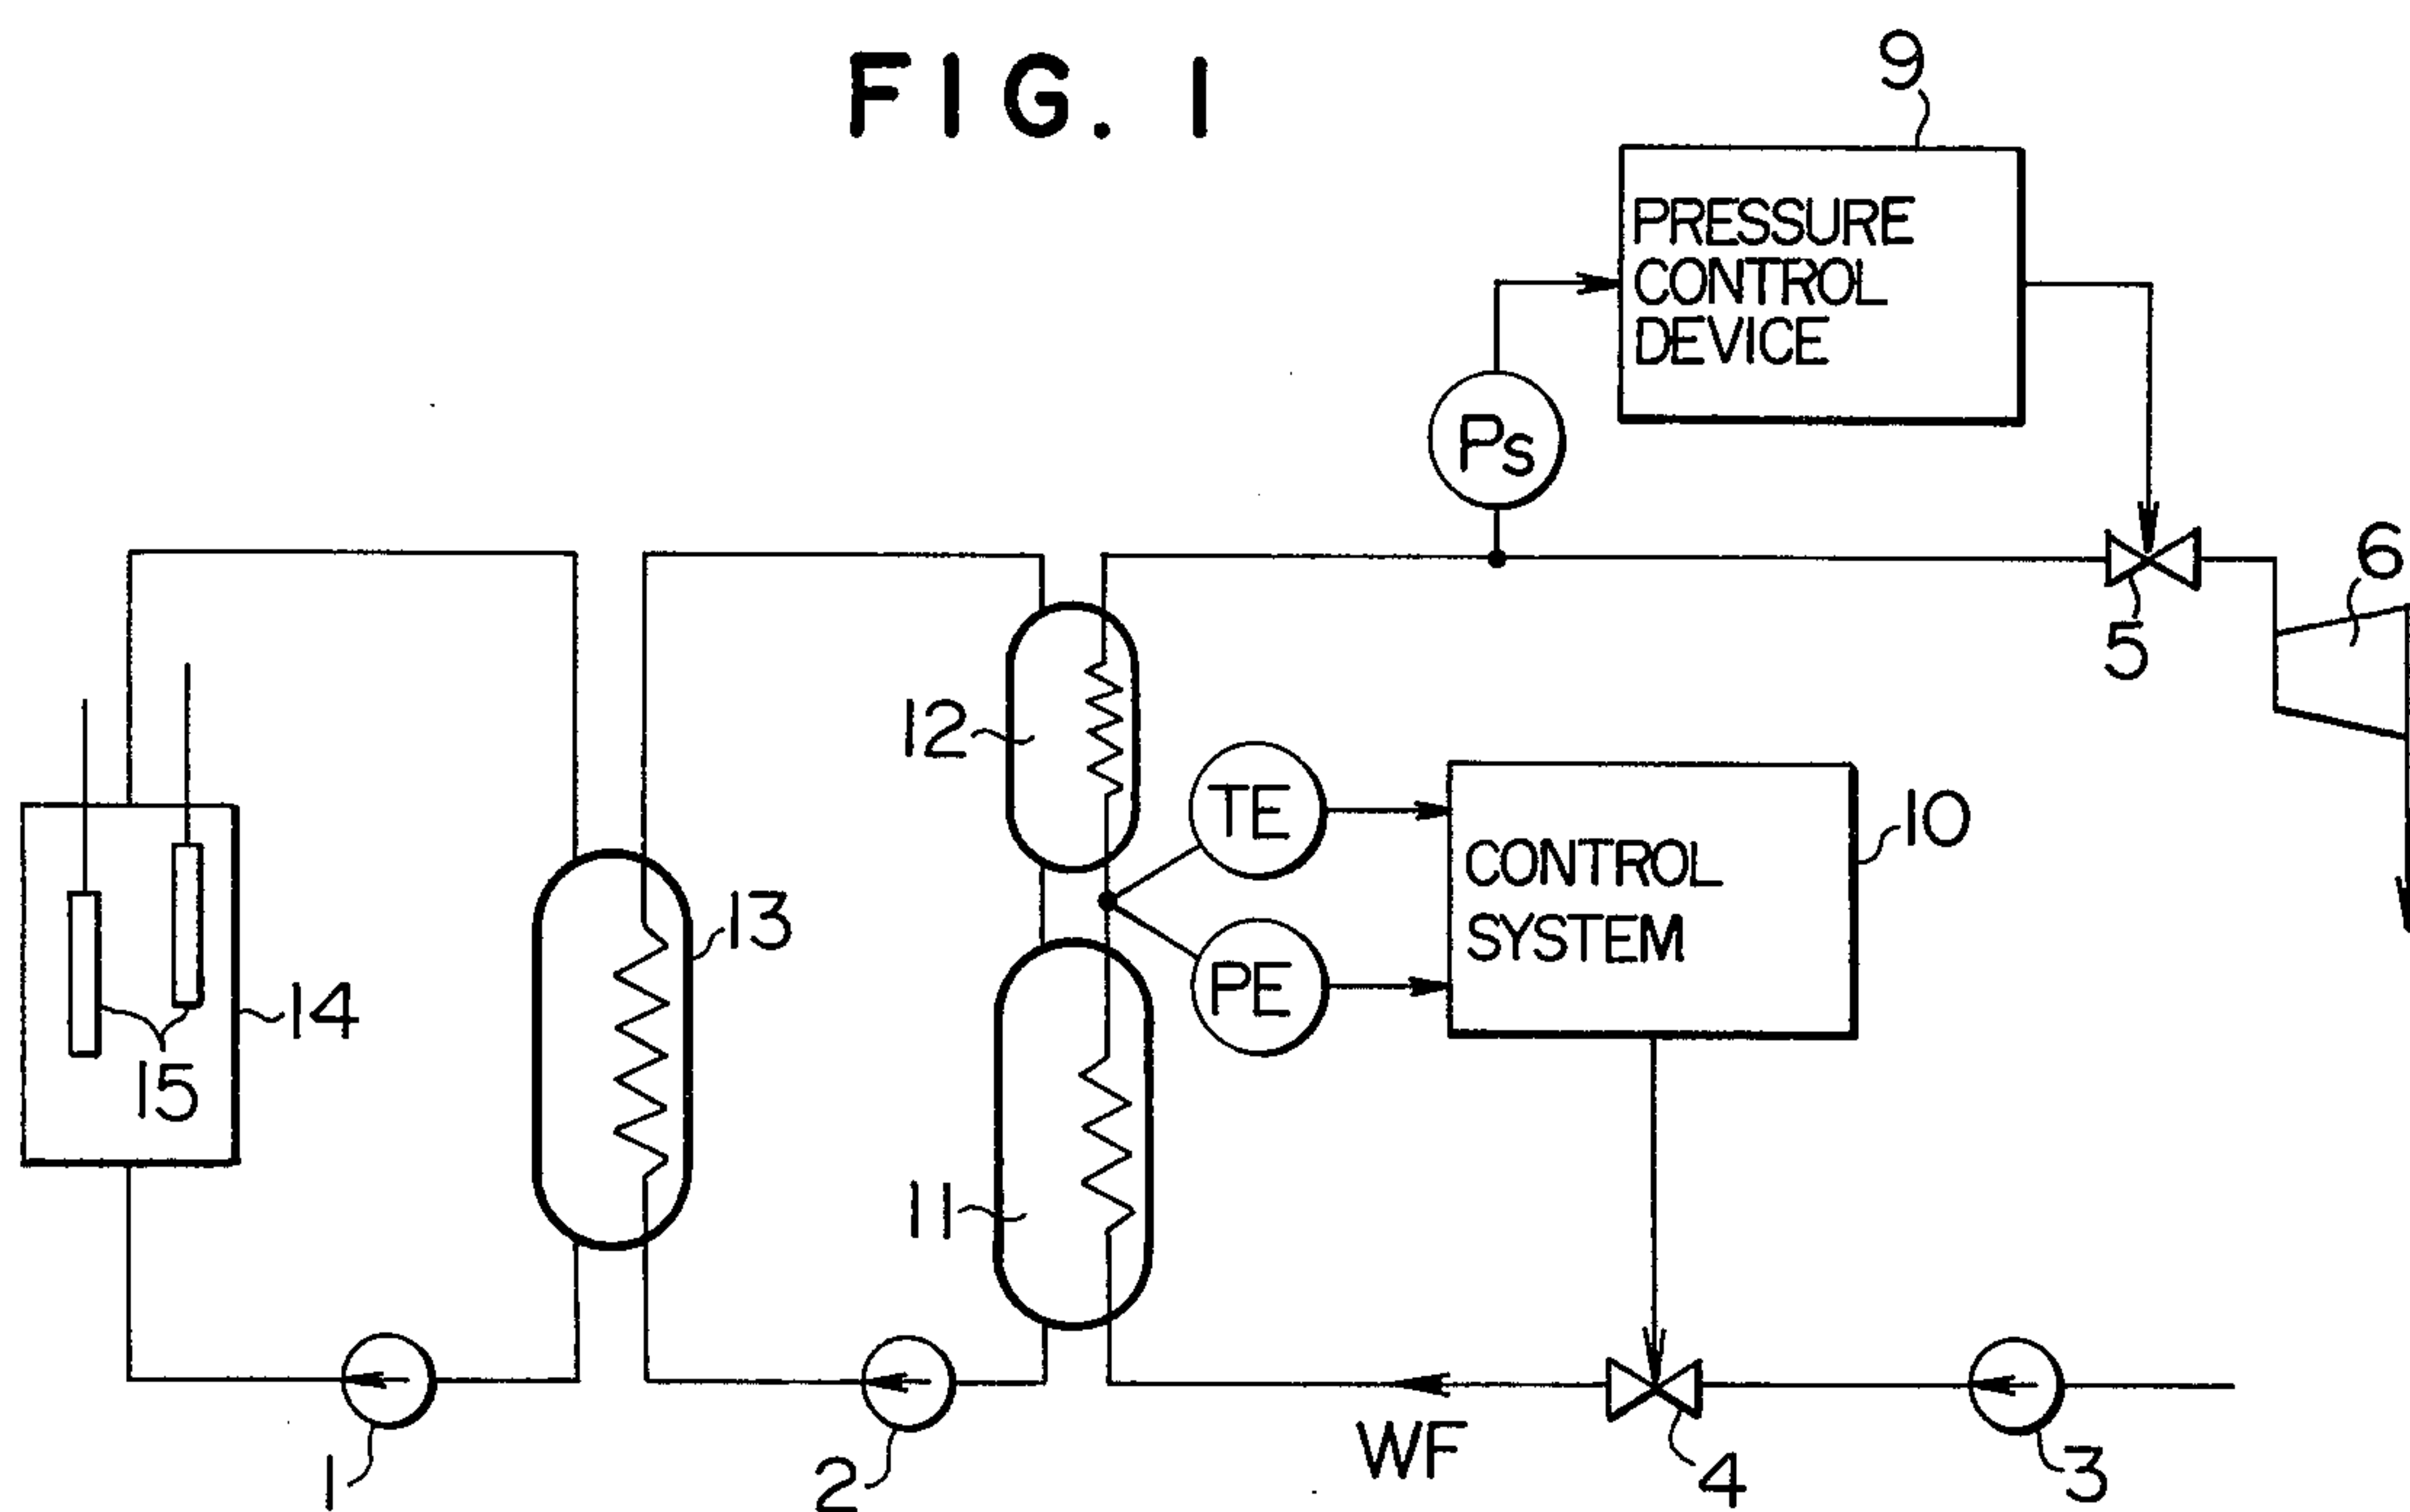 FIG. 1
9
PRESSURE
CONTROL
DEVICE
Ps
6
5
12
TE
10
CONTROL
SYSTEM
13
PE
14
15
11
WF
1
2
4
3